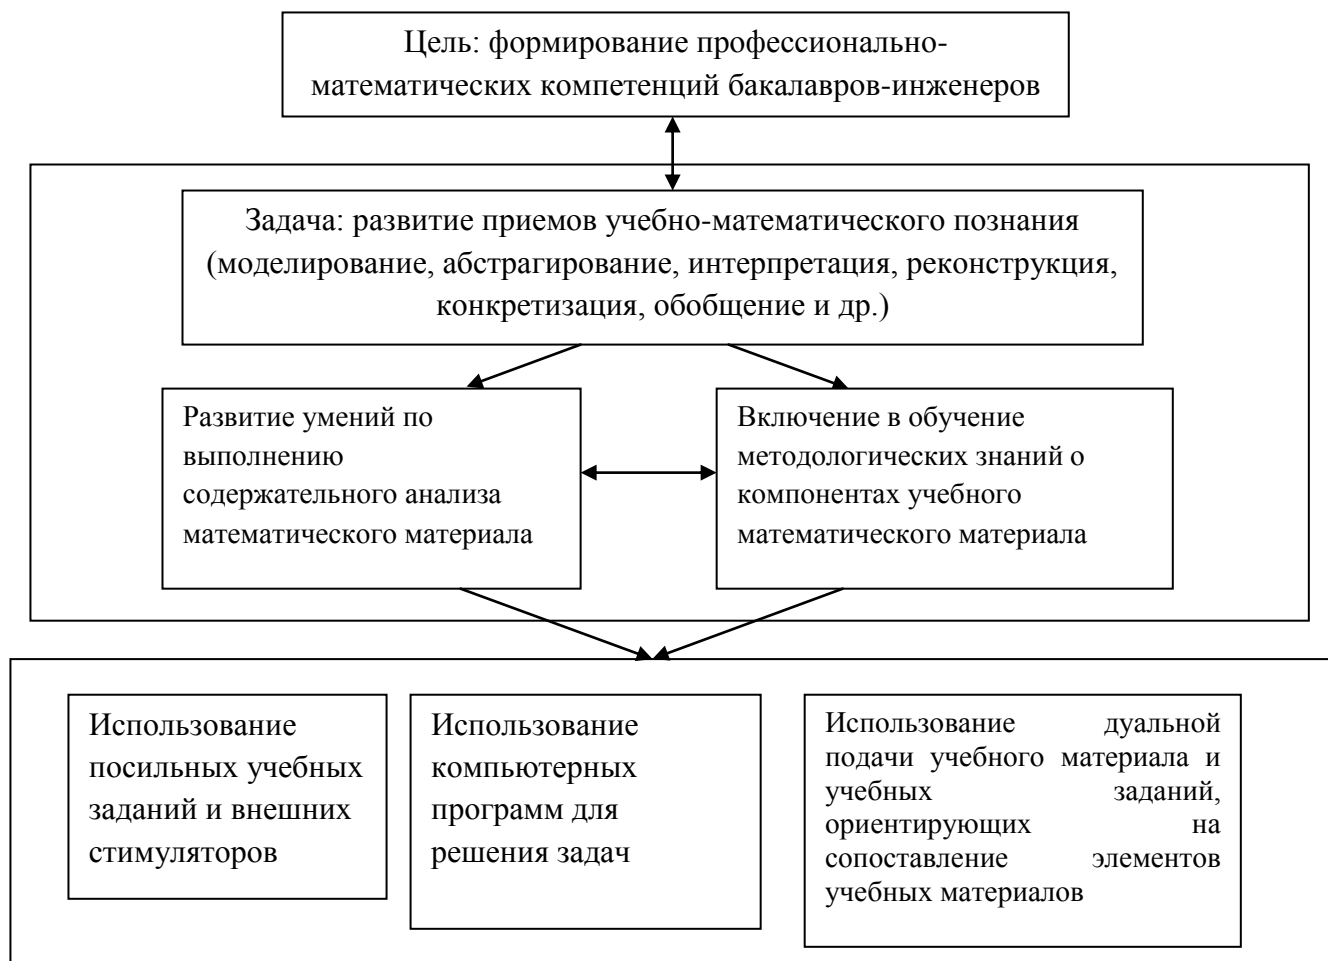 Цель: формирование профессионально-
математических компетенций бакалавров-инженеров
Задача: развитие приемов учебно-математического познания
(моделирование, абстрагирование, интерпретация, реконструкция,
конкретизация, обобщение и др.)
Развитие умений по
выполнению
содержательного анализа
математического материала
Включение в обучение
методологических знаний о
компонентах учебного
математического материала
Использование
посильных учебных
заданий и внешних
стимуляторов
Использование
компьютерных
программ для
решения задач
Использование дуальной
подачи учебного материала и
учебных заданий,
ориентирующих на
сопоставление элементов
учебных материалов